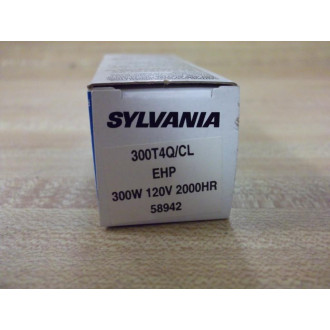 SYLVANIA
300T4Q/CL
EHP
300W 120V 2000HR
58942